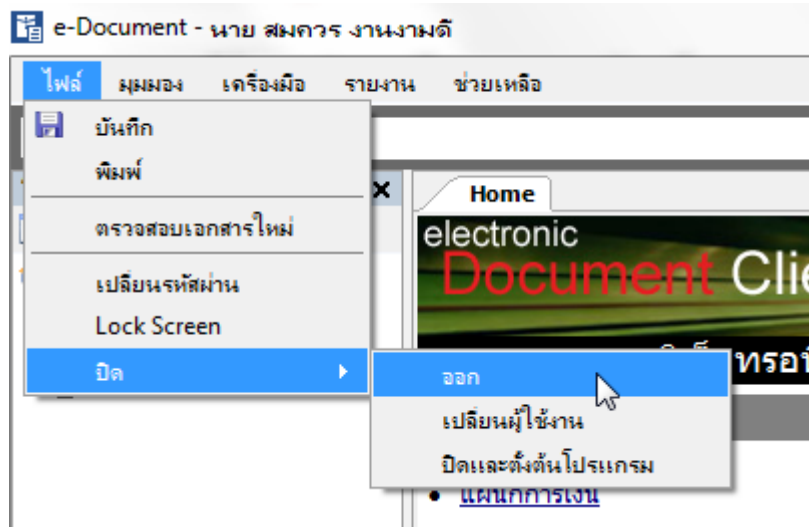 e-Document - นาย สมควร งานงามดี
ไฟล์ มุมมอง เครื่องมือ รายงาน ช่วยเหลือ
บันทึก
พิมพ์
Home
ตรวจสอบเอกสารใหม่
electronic
Document Clie
เปลี่ยนรหัสผ่าน
Lock Screen
ปิด
ทรอ
ออก
เปลี่ยนผู้ใช้งาน
ปิดและตั้งต้นโปรแกรม
แผนกการเงิน